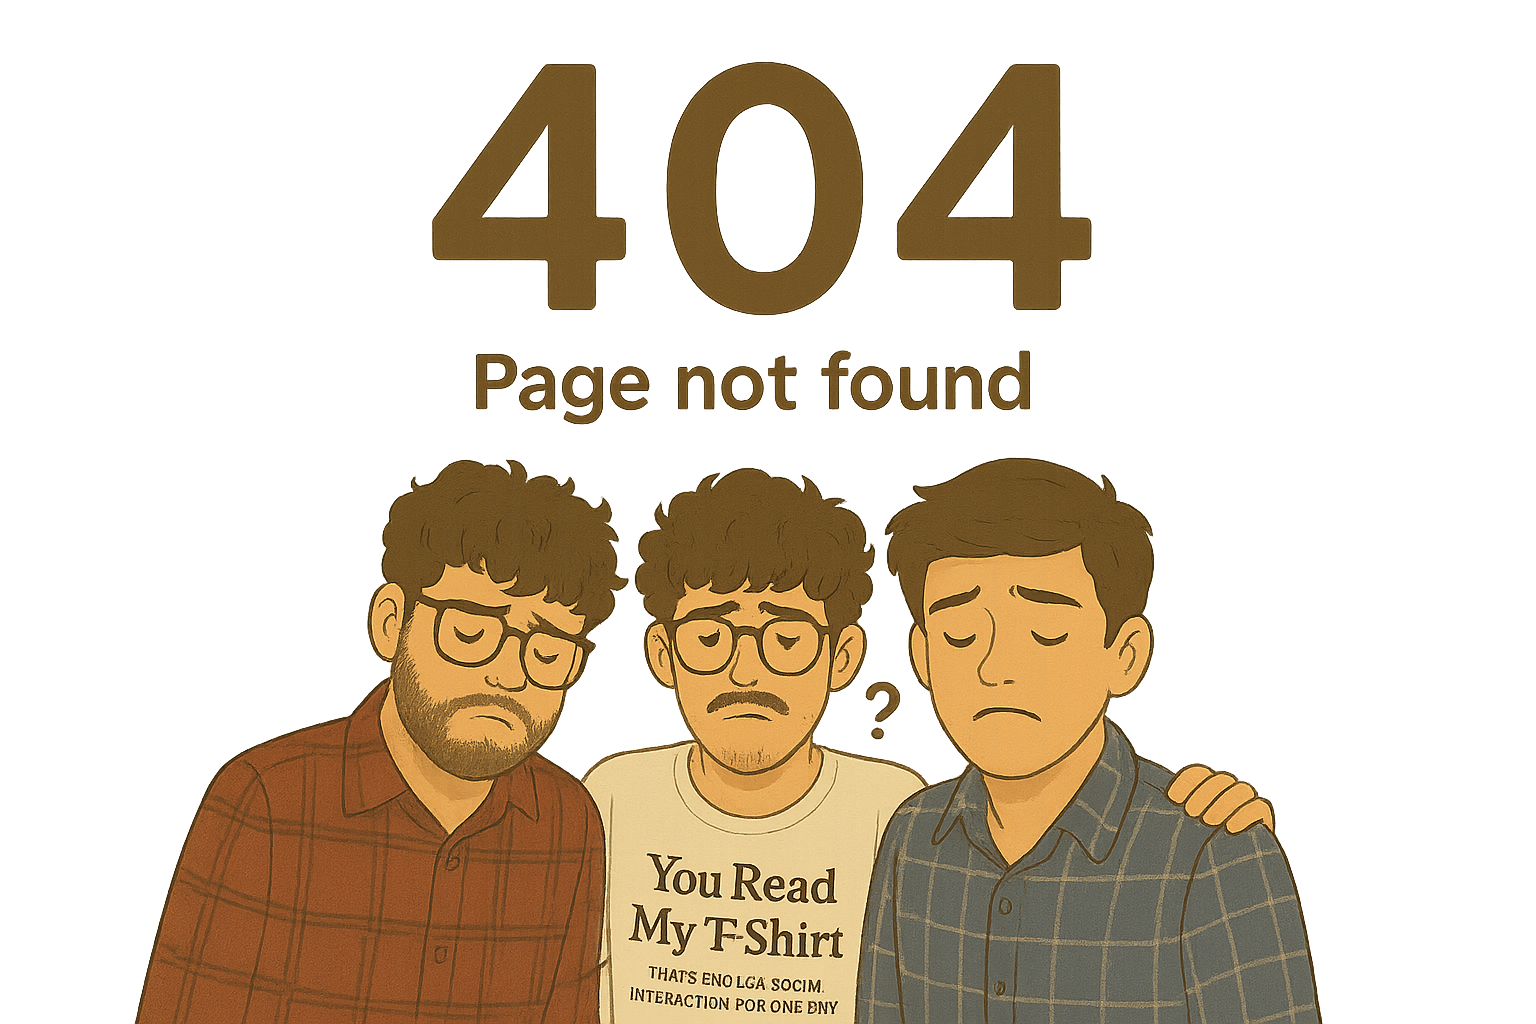 404
Page not found
?
You Read
My T-Shirt
THAT'S ENO LGA SOCIM.
INTERACTION POR ONE DNY